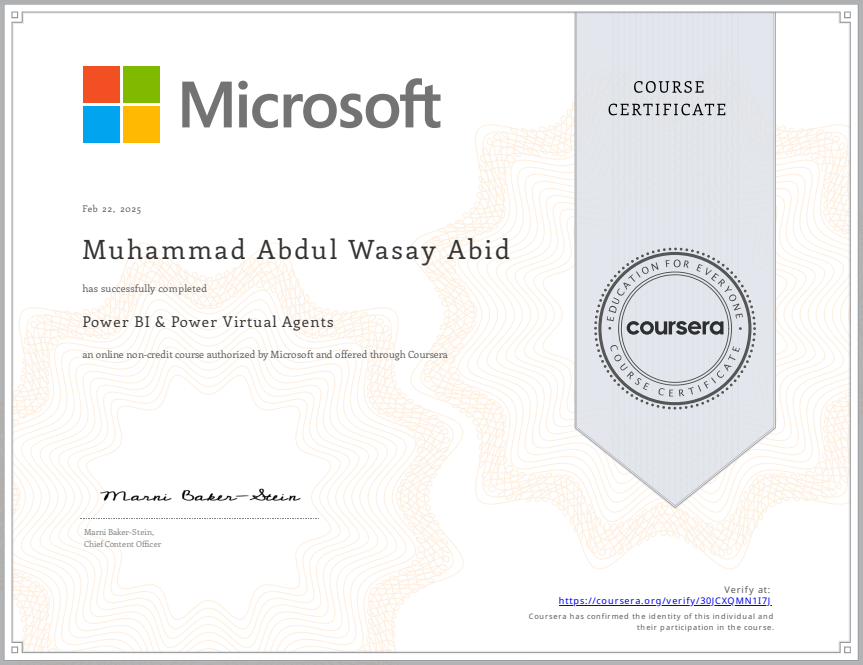 Microsoft
COURSE
CERTIFICATE
Feb 22, 2025
Muhammad Abdul Wasay Abid
has successfully completed
Power BI & Power Virtual Agents
an online non-credit course authorized by Microsoft and offered through Coursera
EDUCATION FOR EVERYONE
coursera
COURSE CERTIFICATE
Marni Baker-Stein
Marni Baker-Stein,
Chief Content Officer
Verify at:
https://coursera.org/verify/30JCXQMN1I7J
Coursera has confirmed the identity of this individual and
their participation in the course.